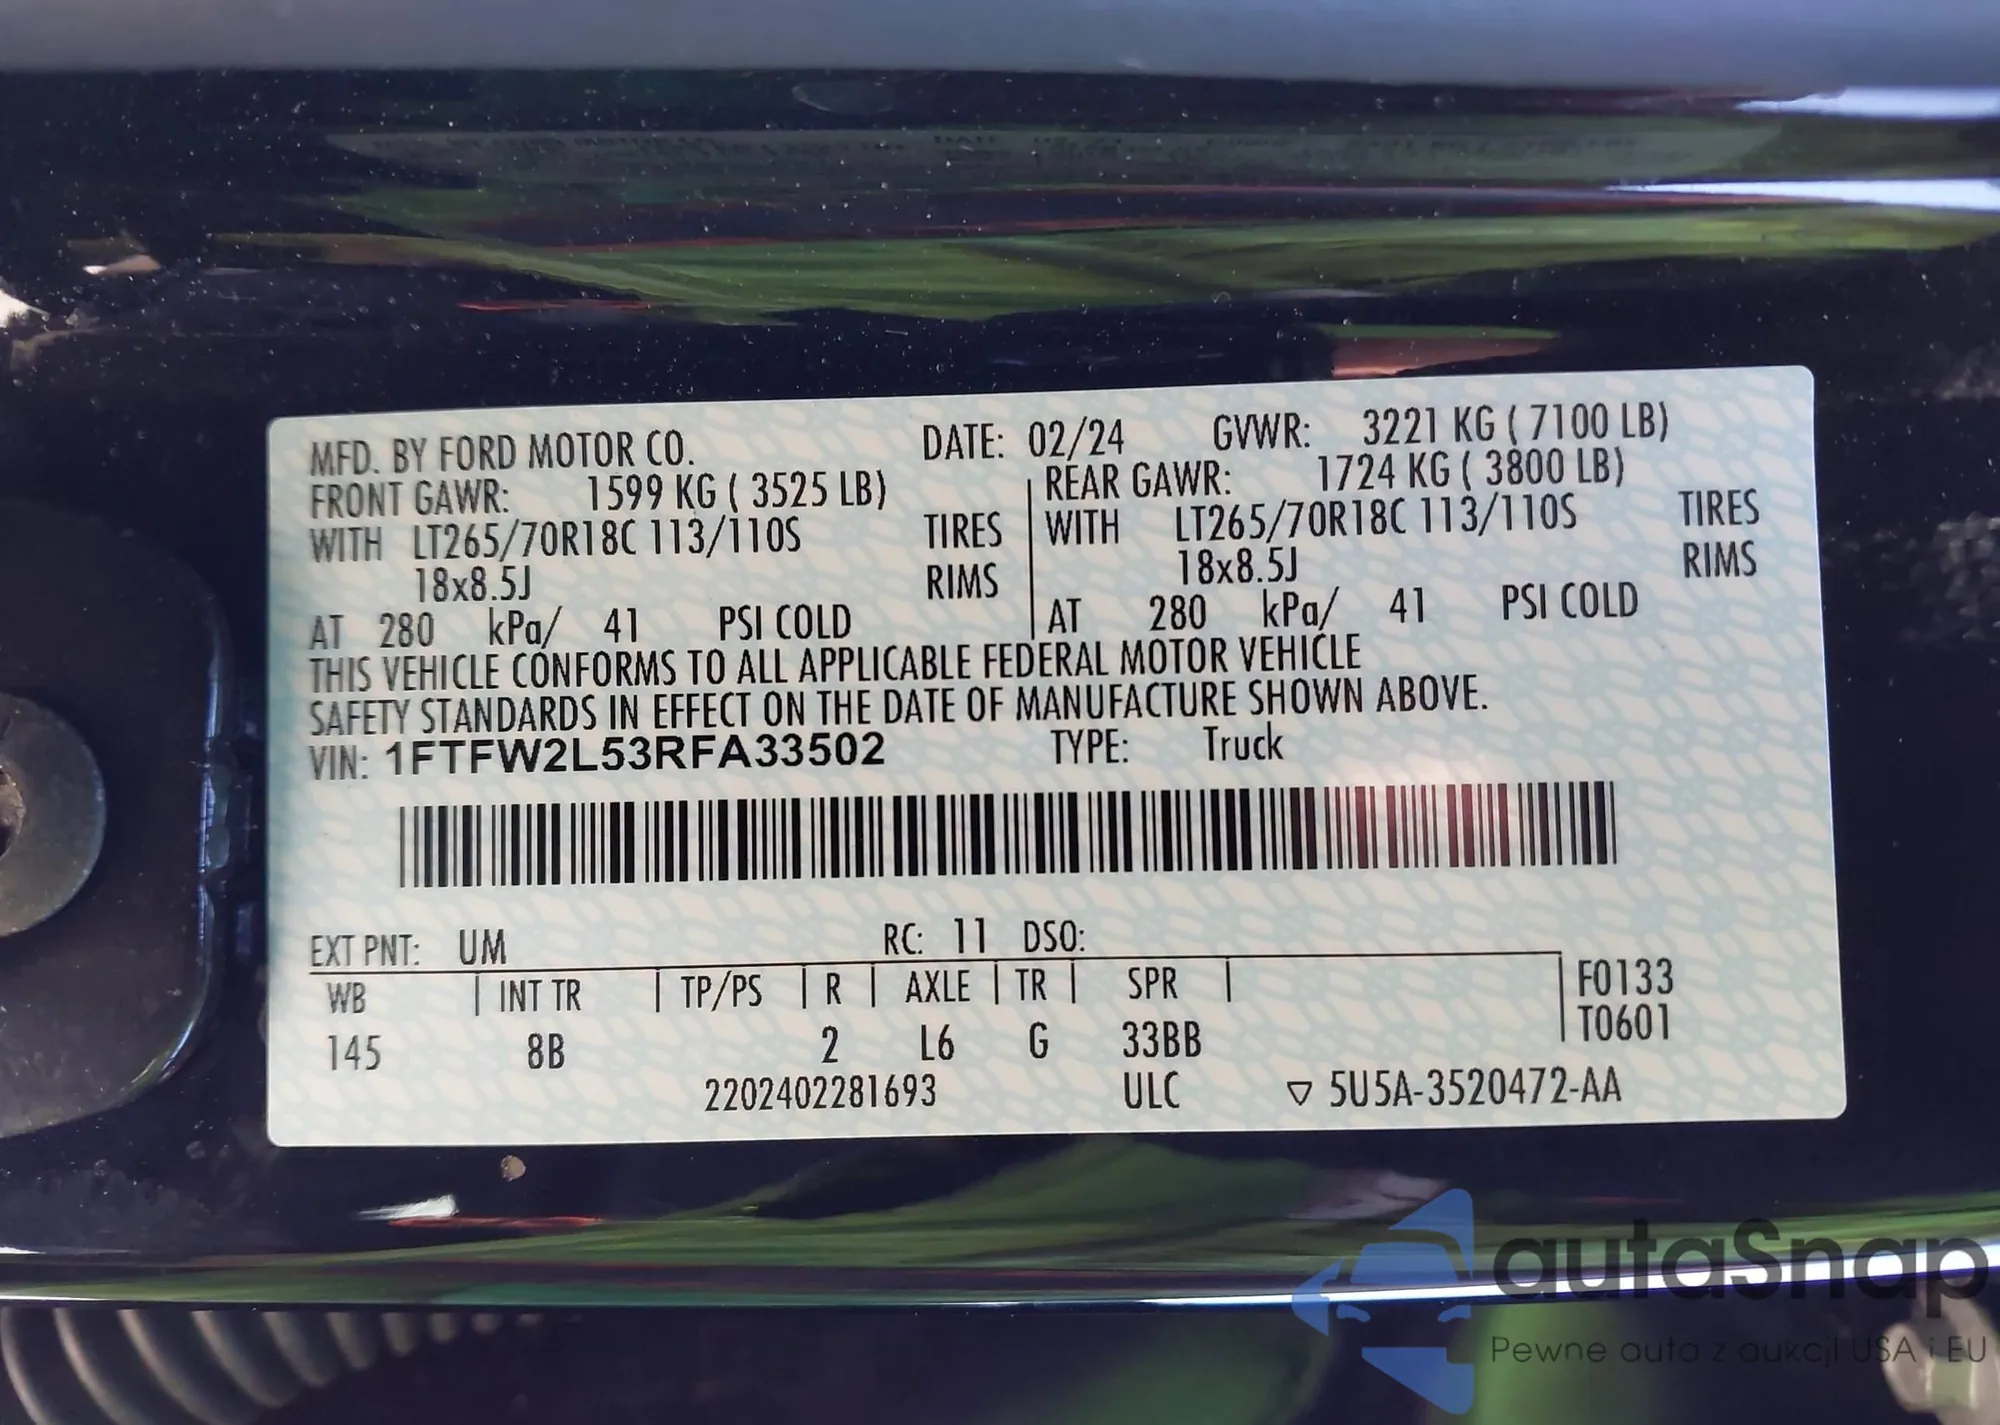 MFD. BY FORD MOTOR CO. DATE: 02/24 GVWR: 3221 KG ( 7100 LB)
FRONT GAWR: 1599 KG ( 3525 LB) REAR GAWR: 1724 KG ( 3800 LB)
WITH LT265/70R18C 113/110S TIRES WITH LT265/70R18C 113/110S TIRES
18x8.5J RIMS 18x8.5J RIMS
AT 280 kPa/ 41 PSI COLD AT 280 kPa/ 41 PSI COLD
THIS VEHICLE CONFORMS TO ALL APPLICABLE FEDERAL MOTOR VEHICLE
SAFETY STANDARDS IN EFFECT ON THE DATE OF MANUFACTURE SHOWN ABOVE.
VIN: 1FTFW2L53RFA33502 TYPE: Truck
EXT PNT: UM RC: 11 DSO:
WB INT TR TP/PS R AXLE TR SPR F0133
T0601
145 8B 2 L6 G 33BB
2202402281693 ULC ▽ 5U5A-3520472-AA
autaSnap
Pewne auta z aukcji USA i EU